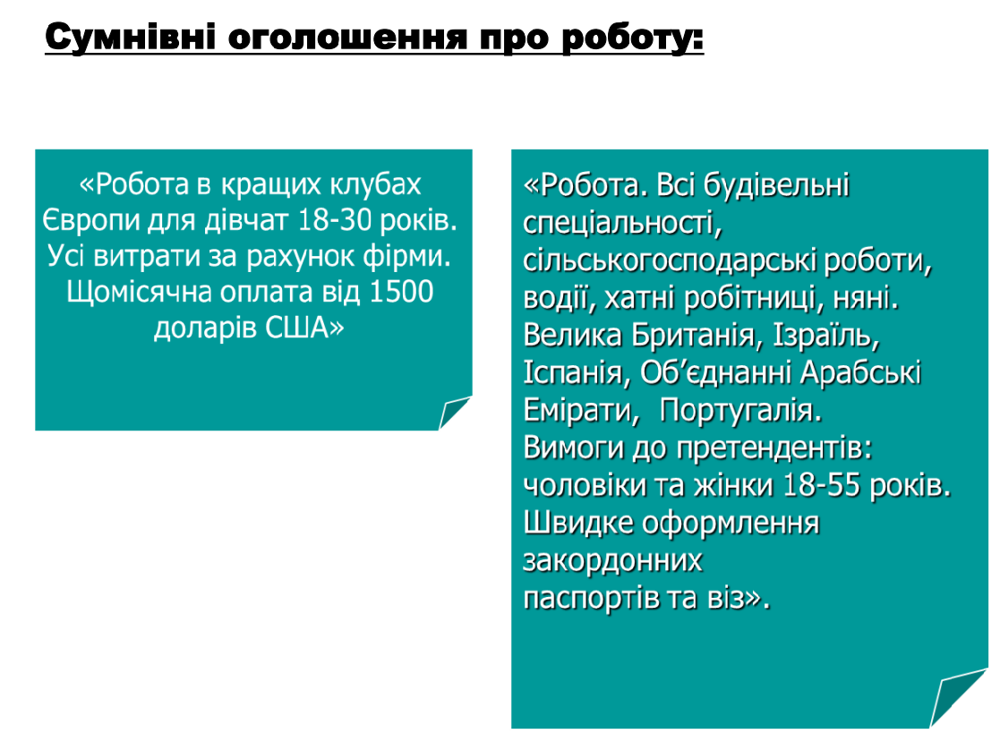 Сумнівні оголошення про роботу:
«Робота в кращих клубах
Європи для дівчат 18-30 років.
Усі витрати за рахунок фірми.
Щомісячна оплата від 1500
доларів США»
«Робота. Всі будівельні
спеціальності,
сільськогосподарські роботи,
водії, хатні робітниці, няні.
Велика Британія, Ізраїль,
Іспанія, Об’єднанні Арабські
Емірати, Португалія.
Вимоги до претендентів:
чоловіки та жінки 18-55 років.
Швидке оформлення
закордонних
паспортів та віз».